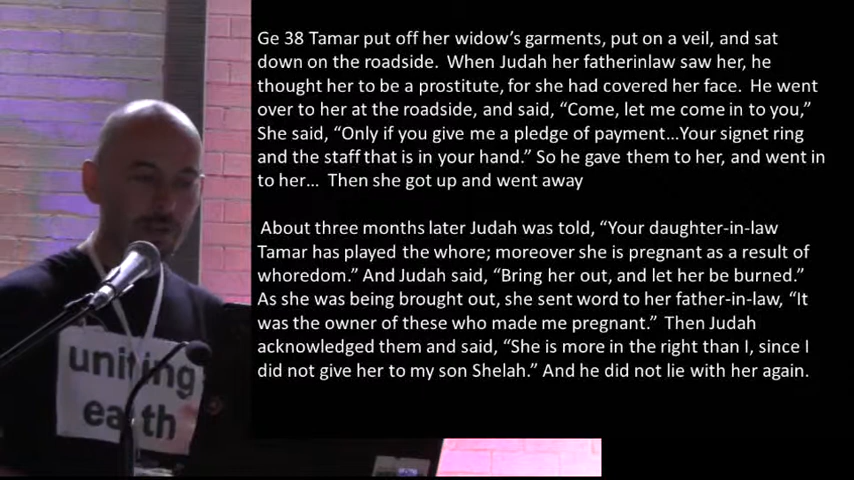 Ge 38 Tamar put off her widow's garments, put on a veil, and sat
down on the roadside.  When Judah her fatherinlaw saw her, he
thought her to be a prostitute, for she had covered her face.  He went
over to her at the roadside, and said, “Come, let me come in to you,”
She said, “Only if you give me a pledge of payment…Your signet ring
and the staff that is in your hand.” So he gave them to her, and went in
to her…  Then she got up and went away
About three months later Judah was told, “Your daughter-in-law
Tamar has played the whore; moreover she is pregnant as a result of
whoredom.” And Judah said, “Bring her out, and let her be burned.”
As she was being brought out, she sent word to her father-in-law, “It
was the owner of these who made me pregnant.”  Then Judah
acknowledged them and said, “She is more in the right than I, since I
did not give her to my son Shelah.” And he did not lie with her again.
uniting
earth